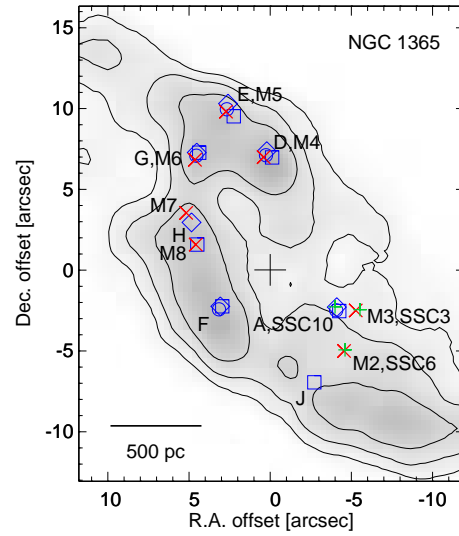 15
NGC 1365
E,M5
10
D,M4
G,M6
5
M7
H
M8
0
F
A,SSC10
M3,SSC3
-5
M2,SSC6
J
-10
500 pc
10 5 0 -5 -10
R.A. offset [arcsec]
Dec. offset [arcsec]